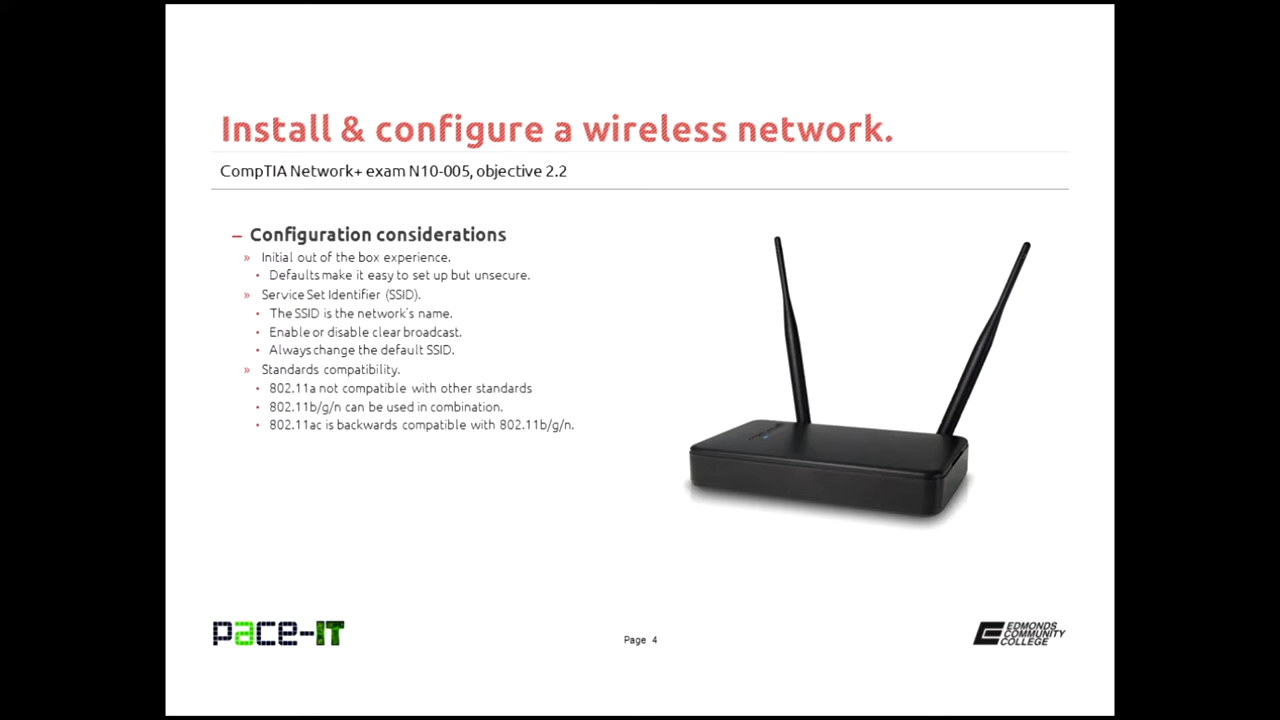 Install & configure a wireless network.
CompTIA Network+ exam N10-005, objective 2.2
– Configuration considerations
» Initial out of the box experience.
• Defaults make it easy to set up but unsecure.
» Service Set Identifier (SSID).
• The SSID is the network's name.
• Enable or disable clear broadcast.
• Always change the default SSID.
» Standards compatibility.
• 802.11a not compatible with other standards
• 802.11b/g/n can be used in combination.
• 802.11ac is backwards compatible with 802.11b/g/n.
pace-IT
Page 4
EDMONDS
COMMUNITY
COLLEGE